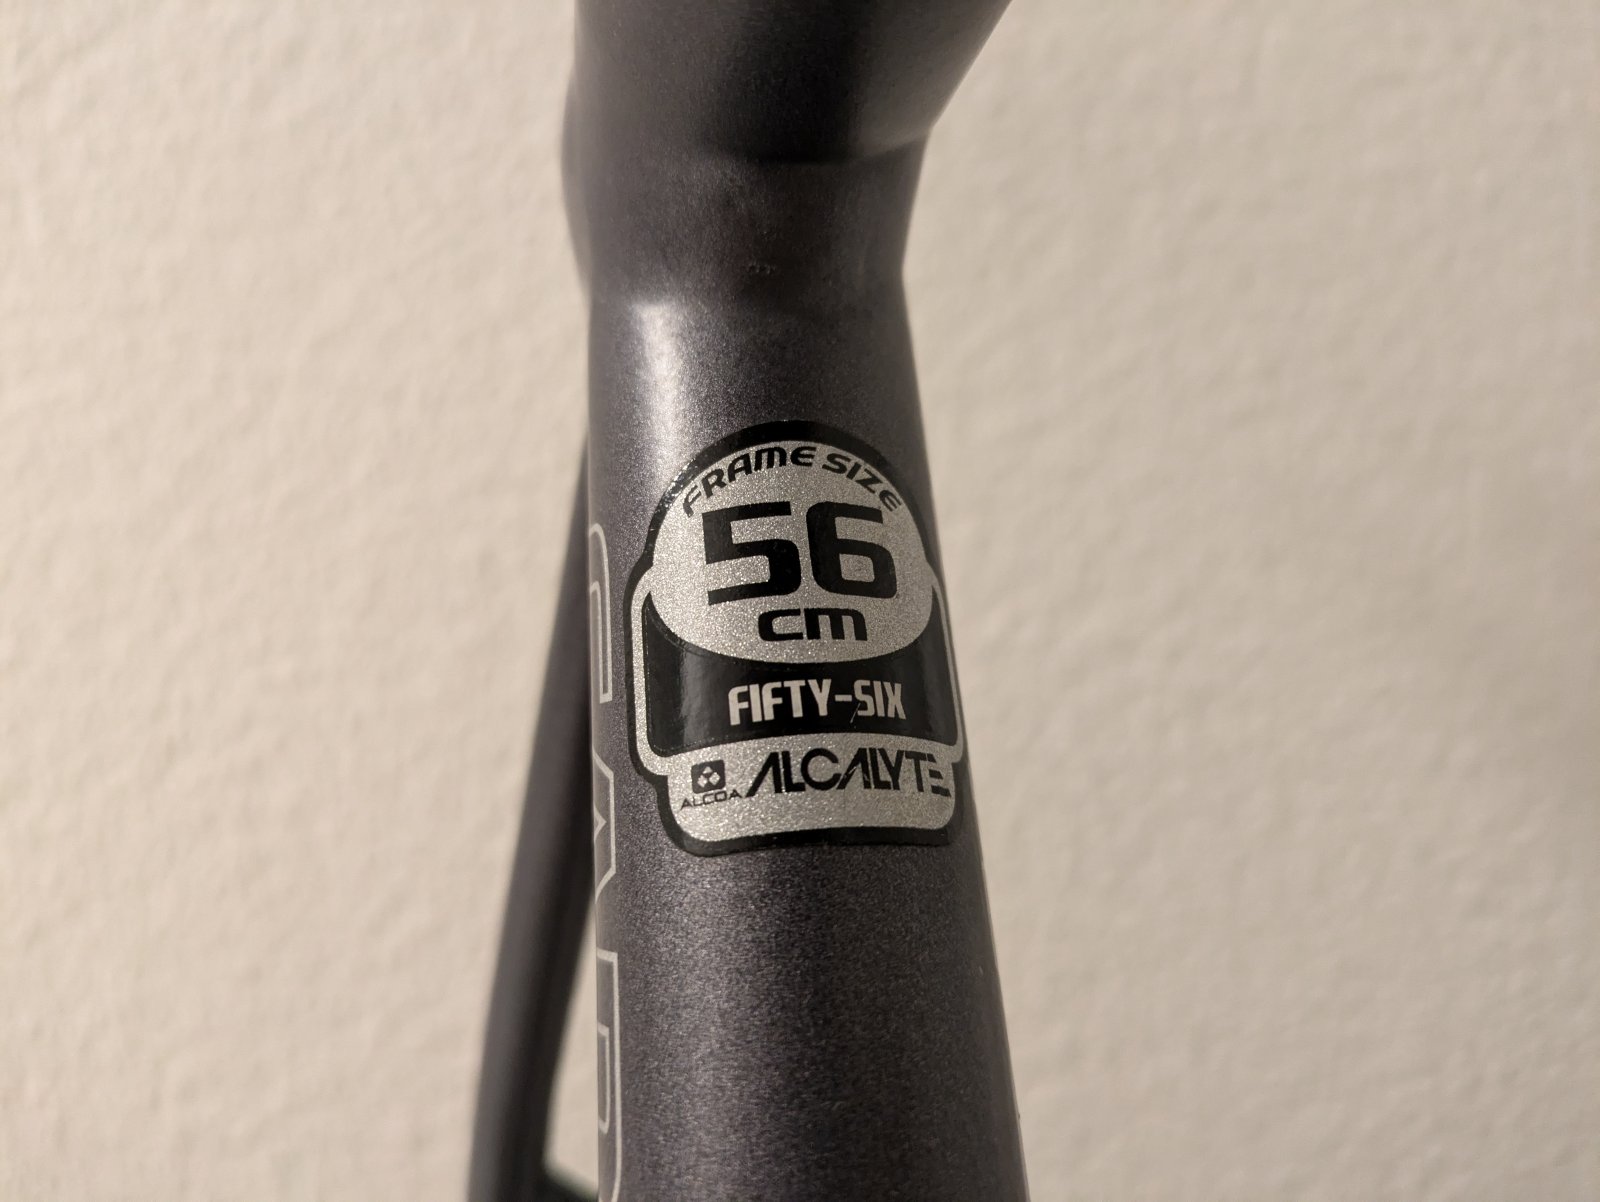 FRAME SIZE
56
cm
FIFTY-SIX
ALCOA ALCALYTE